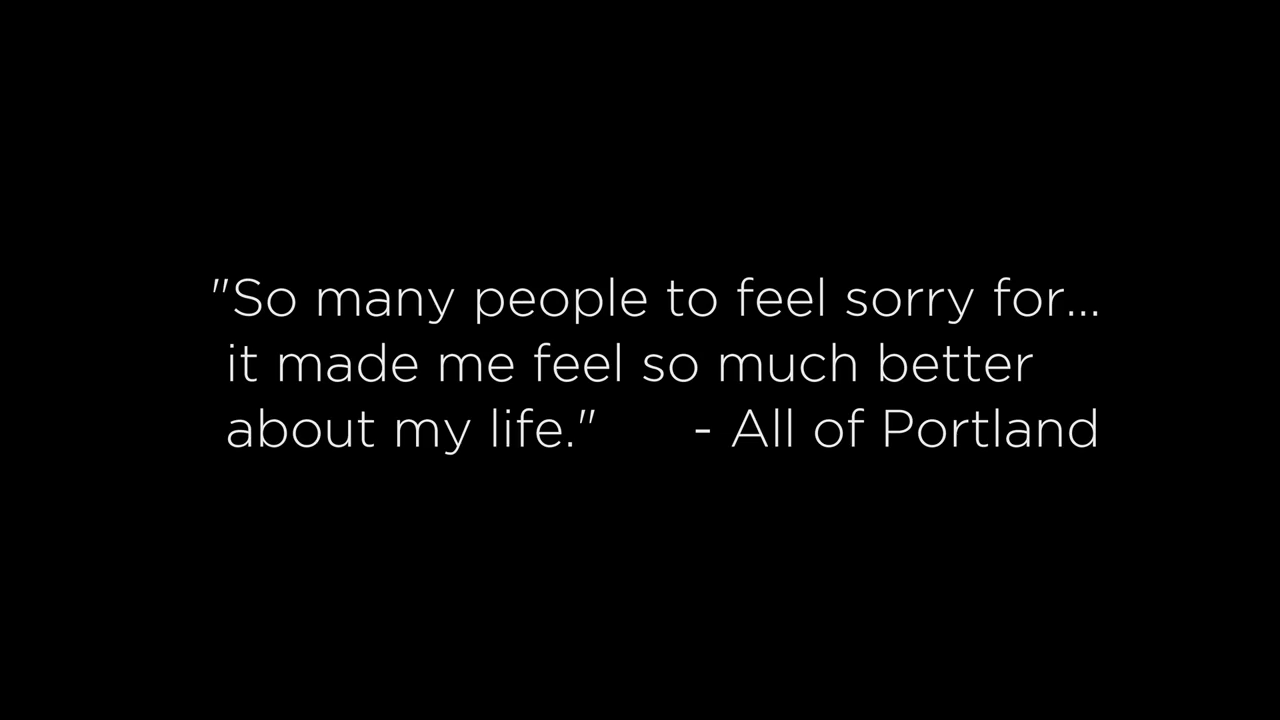 "So many people to feel sorry for...
it made me feel so much better
about my life." - All of Portland